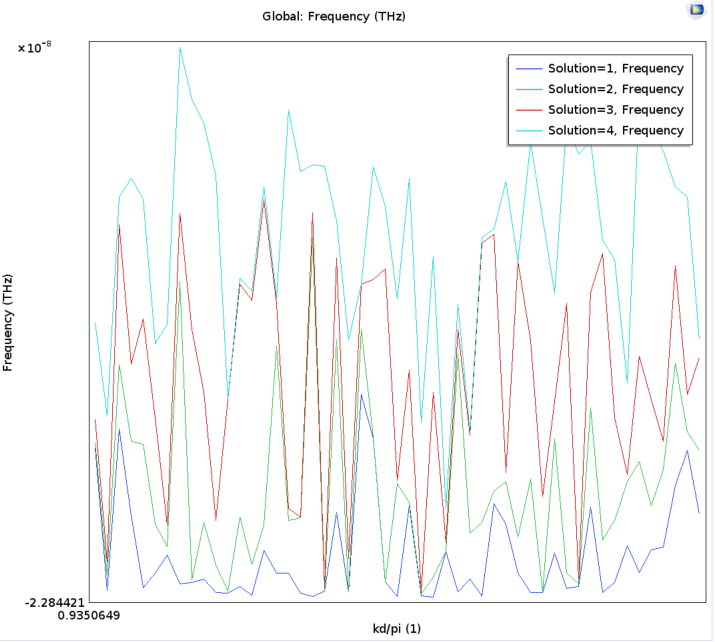 Global: Frequency (THz)
×10⁻⁸
Solution=1, Frequency
Solution=2, Frequency
Solution=3, Frequency
Solution=4, Frequency
Frequency (THz)
-2.284421
0.9350649
kd/pi (1)